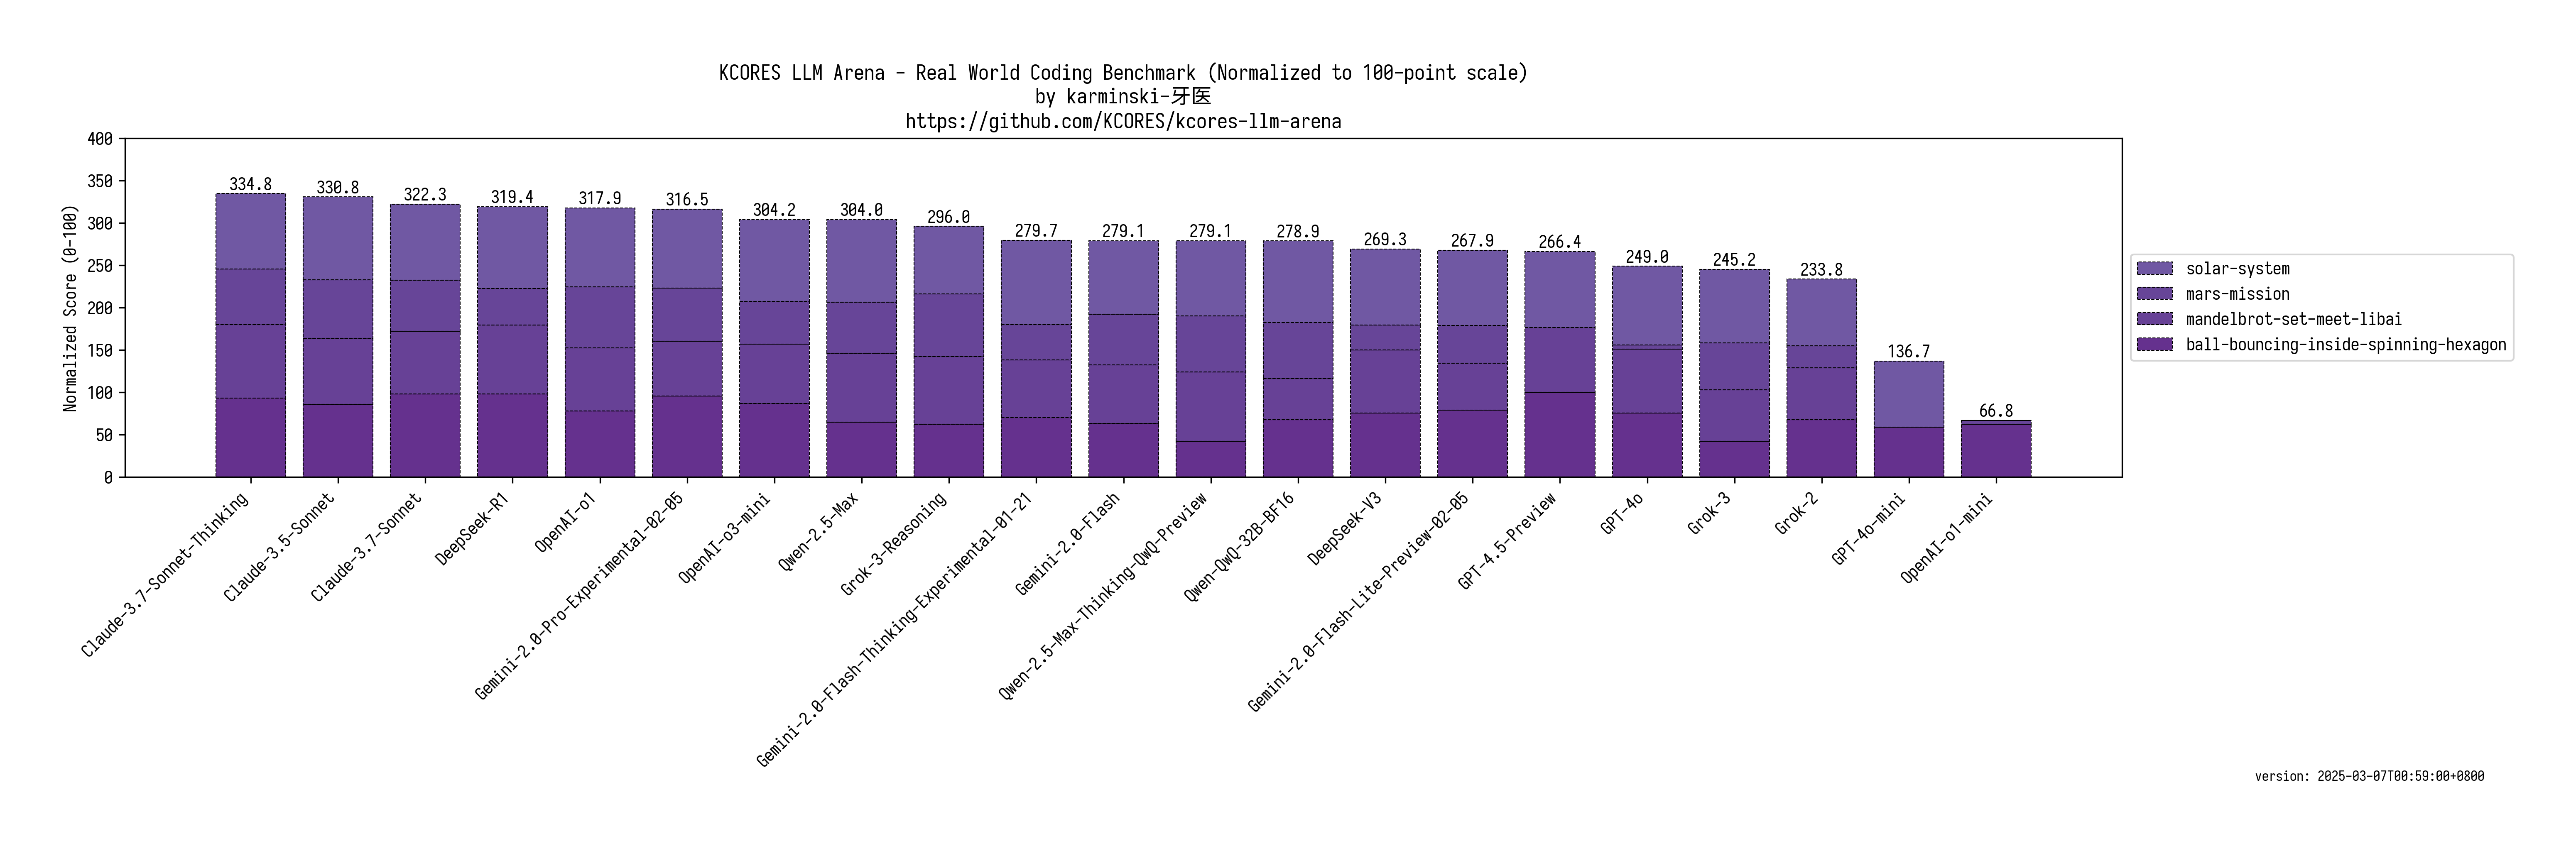 KCORES LLM Arena - Real World Coding Benchmark (Normalized to 100-point scale)
by karminski-牙医
https://github.com/KCORES/kcores-llm-arena
Normalized Score (0-100)
400
350
300
250
200
150
100
50
0
334.8
330.8
322.3
319.4
317.9
316.5
304.2
304.0
296.0
279.7
279.1
279.1
278.9
269.3
267.9
266.4
249.0
245.2
233.8
136.7
66.8
Claude-3.7-Sonnet-Thinking
Claude-3.5-Sonnet
Claude-3.7-Sonnet
DeepSeek-R1
OpenAI-o1
Gemini-2.0-Pro-Experimental-02-05
OpenAI-o3-mini
Qwen-2.5-Max
Grok-3-Reasoning
Gemini-2.0-Flash-Thinking-Experimental-01-21
Gemini-2.0-Flash
Qwen-2.5-Max-Thinking-QwQ-Preview
Qwen-QwQ-32B-BF16
DeepSeek-V3
Gemini-2.0-Flash-Lite-Preview-02-05
GPT-4.5-Preview
GPT-4o
Grok-3
Grok-2
GPT-4o-mini
OpenAI-o1-mini
solar-system
mars-mission
mandelbrot-set-meet-libai
ball-bouncing-inside-spinning-hexagon
version: 2025-03-07T00:59:00+0800